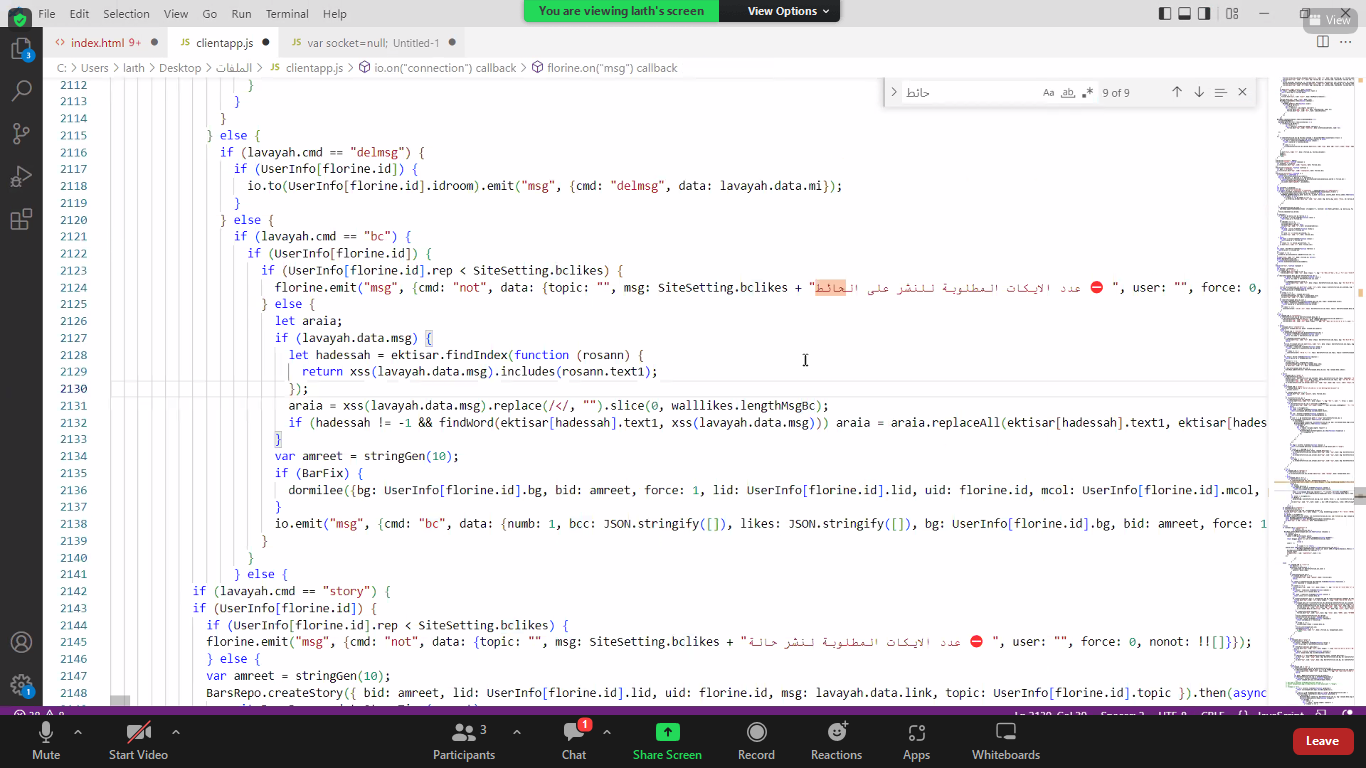 File Edit Selection View Go Run Terminal Help
You are viewing laith's screen
View Options
View
index.html 9+
JS clientapp.js
JS var socket=null; Untitled-1
C: > Users > laith > Desktop > الملفات > JS clientapp.js > io.on("connection") callback > florine.on("msg") callback
حائط
Aa ab .* 9 of 9
2112 }
2113 }
2114 }
2115 } else {
2116 if (lavayah.cmd == "delmsg") {
2117 if (UserInfo[florine.id]) {
2118 io.to(UserInfo[florine.id].idroom).emit("msg", {cmd: "delmsg", data: lavayah.data.mi});
2119 }
2120 } else {
2121 if (lavayah.cmd == "bc") {
2122 if (UserInfo[florine.id]) {
2123 if (UserInfo[florine.id].rep < SiteSetting.bclikes) {
2124 florine.emit("msg", {cmd: "not", data: {topic: "", msg: SiteSetting.bclikes + "عدد الايكات المطلوبة للنشر على الحائط ⛔ ", user: "", force: 0,
2125 } else {
2126 let araia;
2127 if (lavayah.data.msg) {
2128 let hadessah = ektisar.findIndex(function (rosann) {
2129 return xss(lavayah.data.msg).includes(rosann.text1);
2130 });
2131 araia = xss(lavayah.data.msg).replace(/</, "").slice(0, walllikes.lengthMsgBc);
2132 if (hadessah != -1 && findWord(ektisar[hadessah].text1, xss(lavayah.data.msg))) araia = araia.replaceAll(ektisar[hadessah].text1, ektisar[hades
2133 }
2134 var amreet = stringGen(10);
2135 if (BarFix) {
2136 dormilee({bg: UserInfo[florine.id].bg, bid: amreet, force: 1, lid: UserInfo[florine.id].lid, uid: florine.id, mcol: UserInfo[florine.id].mcol,
2137 }
2138 io.emit("msg", {cmd: "bc", data: {numb: 1, bcc: JSON.stringify([]), likes: JSON.stringify([]), bg: UserInfo[florine.id].bg, bid: amreet, force: 1
2139 }
2140 }
2141 } else {
2142 if (lavayah.cmd == "story") {
2143 if (UserInfo[florine.id]) {
2144 if (UserInfo[florine.id].rep < SiteSetting.bclikes) {
2145 florine.emit("msg", {cmd: "not", data: {topic: "", msg: SiteSetting.bclikes + "عدد الايكات المطلوبة لنشر حالة ⛔ ", user: "", force: 0, nonot: !![]}});
2146 } else {
2147 var amreet = stringGen(10);
2148 BarsRepo.createStory({ bid: amreet, lid: UserInfo[florine.id].lid, uid: florine.id, msg: lavayah.data.link, topic: UserInfo[florine.id].topic }).then(async
3
1
Mute
Start Video
Participants 3
Chat 1
Share Screen
Record
Reactions
Apps
Whiteboards
Leave